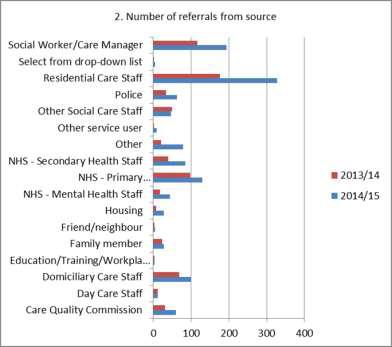 2. Number of referrals from source
Social Worker/Care Manager
Select from drop-down list
Residential Care Staff
Police
Other Social Care Staff
Other service user
Other
NHS - Secondary Health Staff
NHS - Primary...
NHS - Mental Health Staff
Housing
Friend/neighbour
Family member
Education/Training/Workpla...
Domiciliary Care Staff
Day Care Staff
Care Quality Commission
0 100 200 300 400
2013/14
2014/15